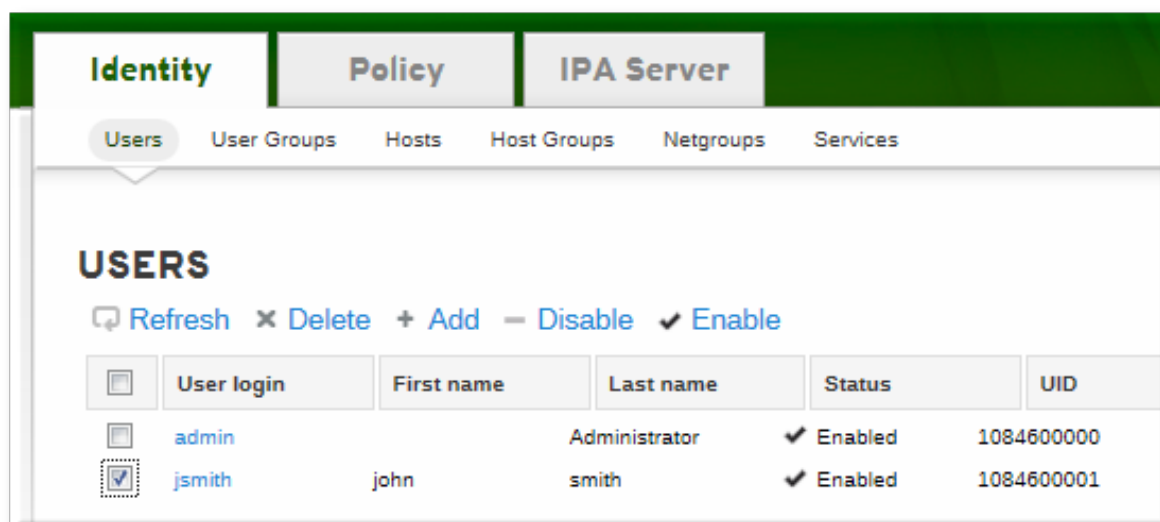 Identity Policy IPA Server
Users User Groups Hosts Host Groups Netgroups Services
USERS
Refresh Delete Add Disable Enable
User login First name Last name Status UID
admin Administrator Enabled 1084600000
jsmith john smith Enabled 1084600001